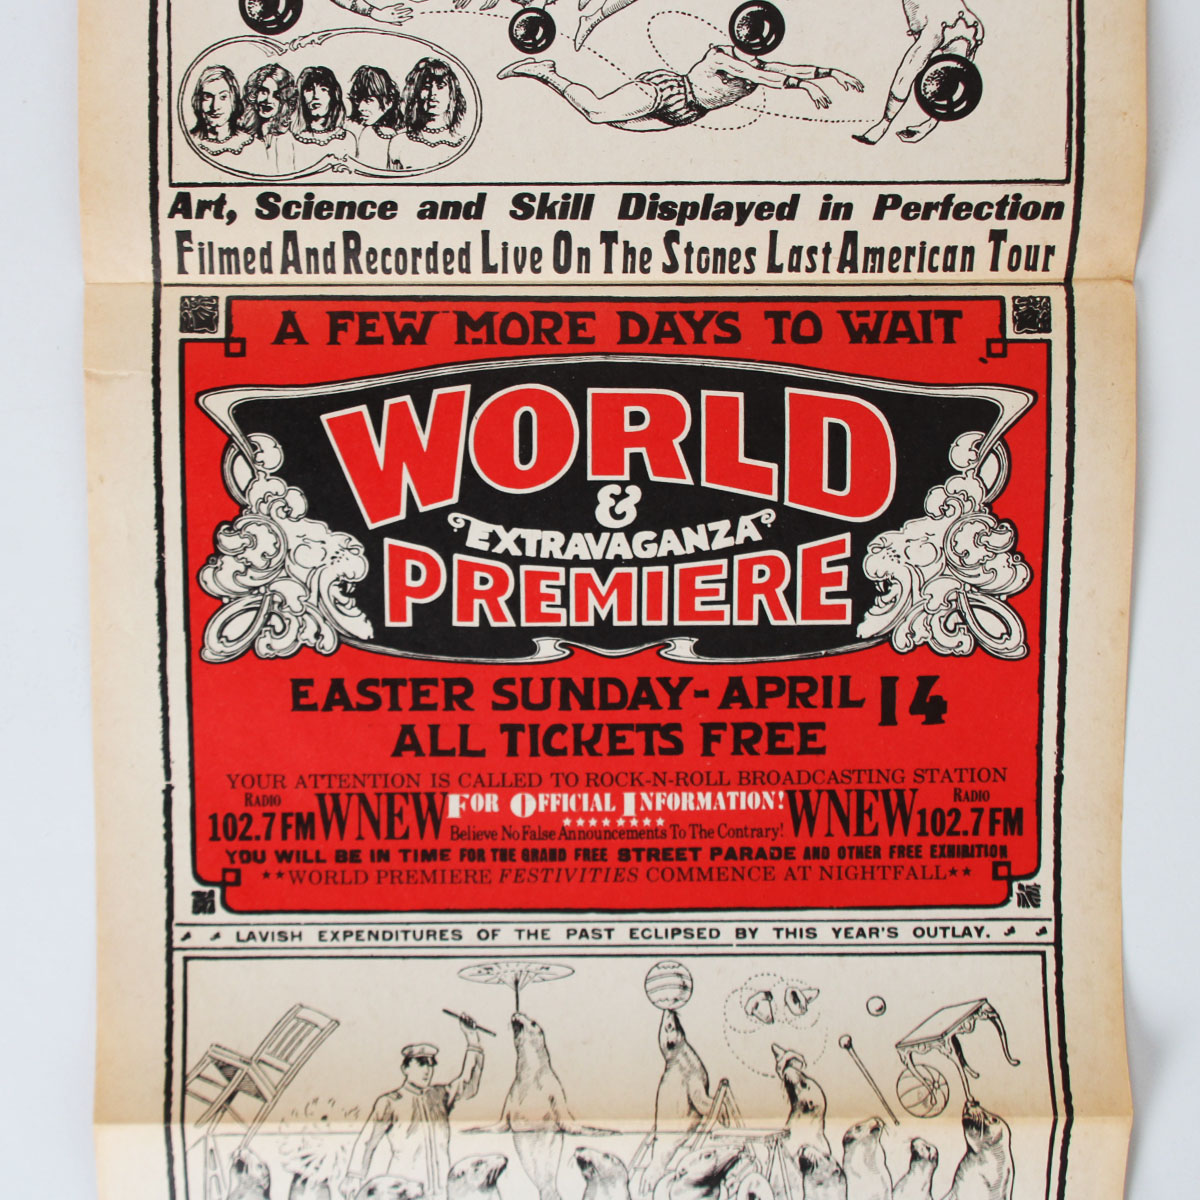 Art, Science and Skill Displayed in Perfection
Filmed And Recorded Live On The Stones Last American Tour
A FEW MORE DAYS TO WAIT
WORLD
&
EXTRAVAGANZA
PREMIERE
EASTER SUNDAY-APRIL 14
ALL TICKETS FREE
YOUR ATTENTION IS CALLED TO ROCK-N-ROLL BROADCASTING STATION
RADIO 102.7 FM WNEW FOR OFFICIAL INFORMATION! WNEW RADIO 102.7 FM
Believe No False Announcements To The Contrary!
YOU WILL BE IN TIME FOR THE GRAND FREE STREET PARADE AND OTHER FREE EXHIBITION
**WORLD PREMIERE FESTIVITIES COMMENCE AT NIGHTFALL**
LAVISH EXPENDITURES OF THE PAST ECLIPSED BY THIS YEAR'S OUTLAY.